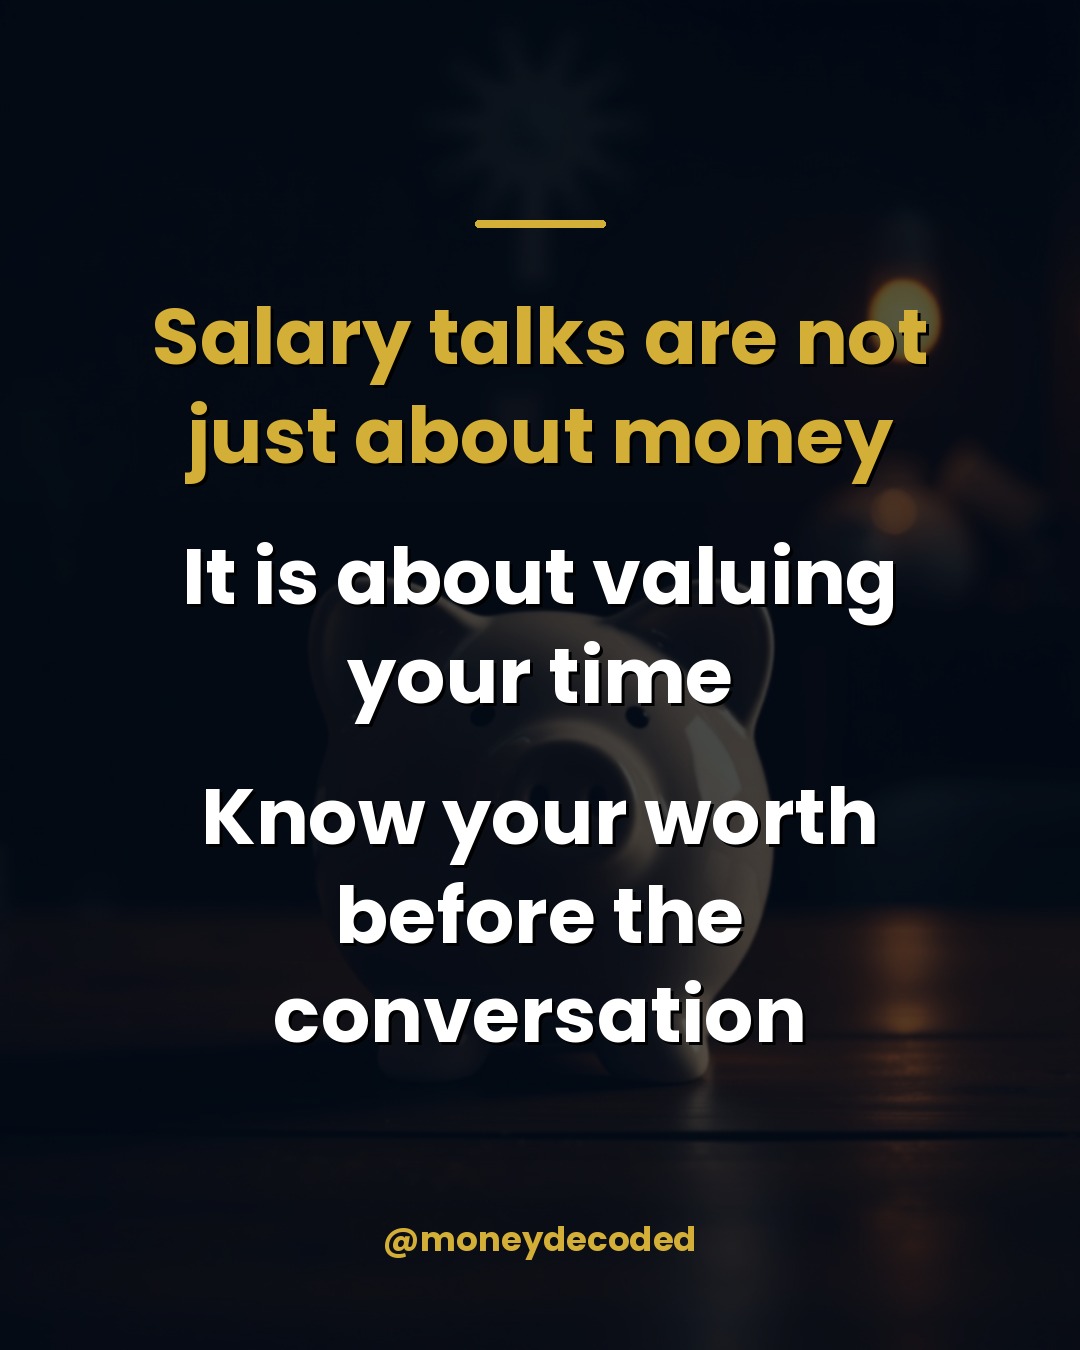 Salary talks are not
just about money
It is about valuing
your time
Know your worth
before the
conversation
@moneydecoded